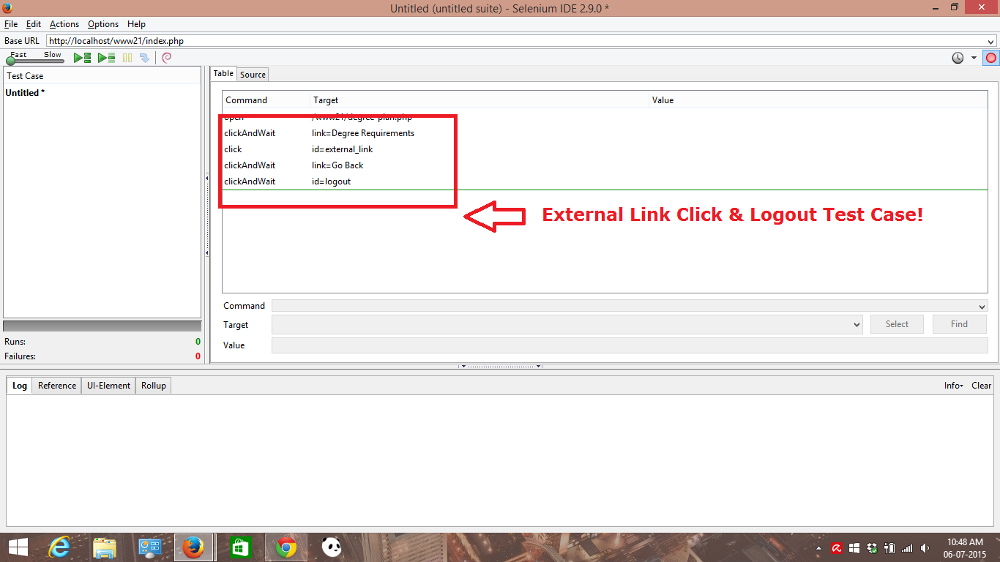 Untitled (untitled suite) - Selenium IDE 2.9.0 *
File Edit Actions Options Help
Base URL http://localhost/www21/index.php
Fast Slow
Test Case
Untitled *
Runs: 0
Failures: 0
Table Source
Command Target Value
open /www21/degree-plan.php
clickAndWait link=Degree Requirements
click id=external_link
clickAndWait link=Go Back
clickAndWait id=logout
External Link Click & Logout Test Case!
Command
Target Select Find
Value
Log Reference UI-Element Rollup Info Clear
10:48 AM
06-07-2015